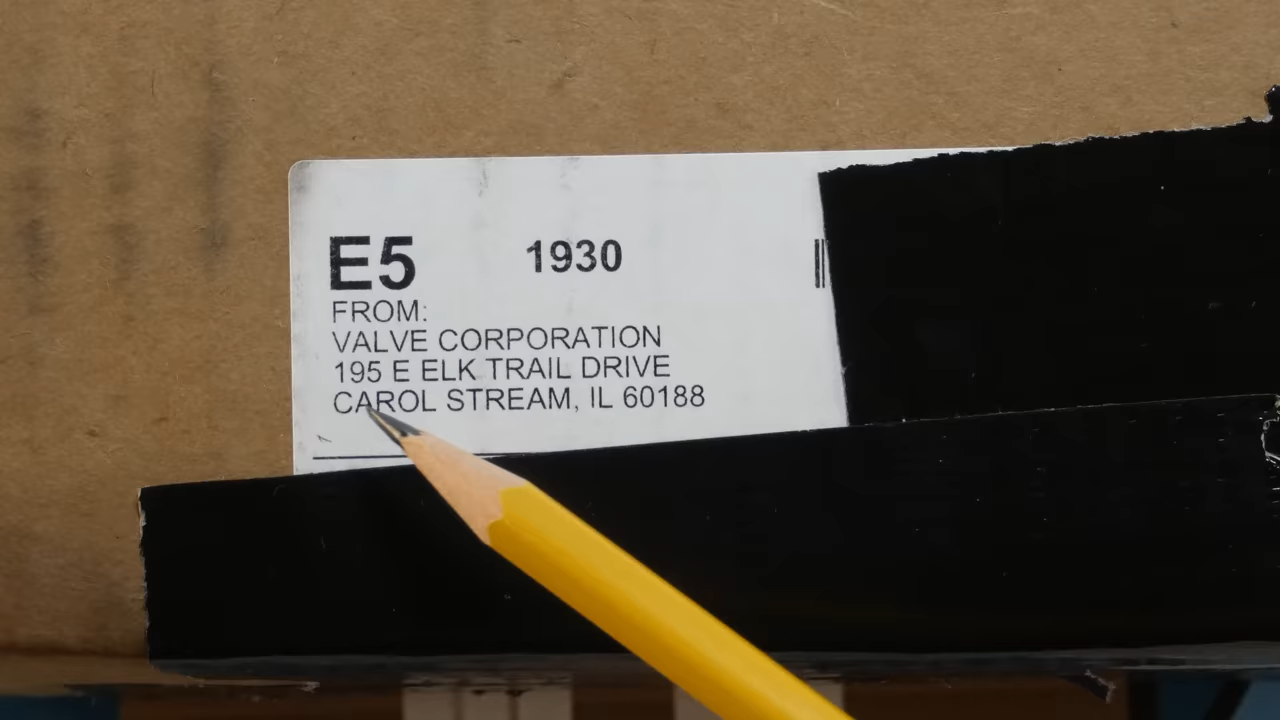 E5 1930
FROM:
VALVE CORPORATION
195 E ELK TRAIL DRIVE
CAROL STREAM, IL 60188